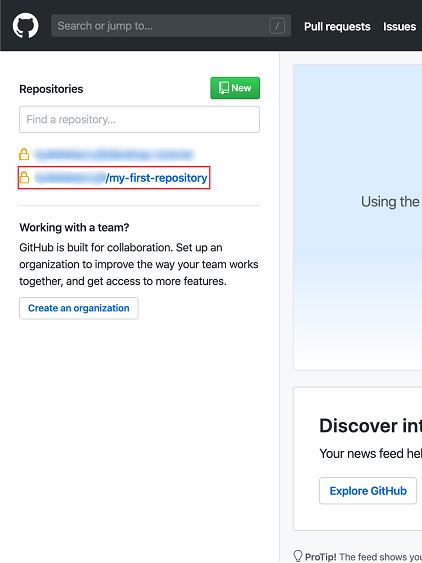 Search or jump to...
/
Pull requests
Issues
Repositories
New
Find a repository...
/my-first-repository
Working with a team?
GitHub is built for collaboration. Set up an
organization to improve the way your team works
together, and get access to more features.
Create an organization
Using the
Discover int
Your news feed hel
Explore GitHub
ProTip! The feed shows you